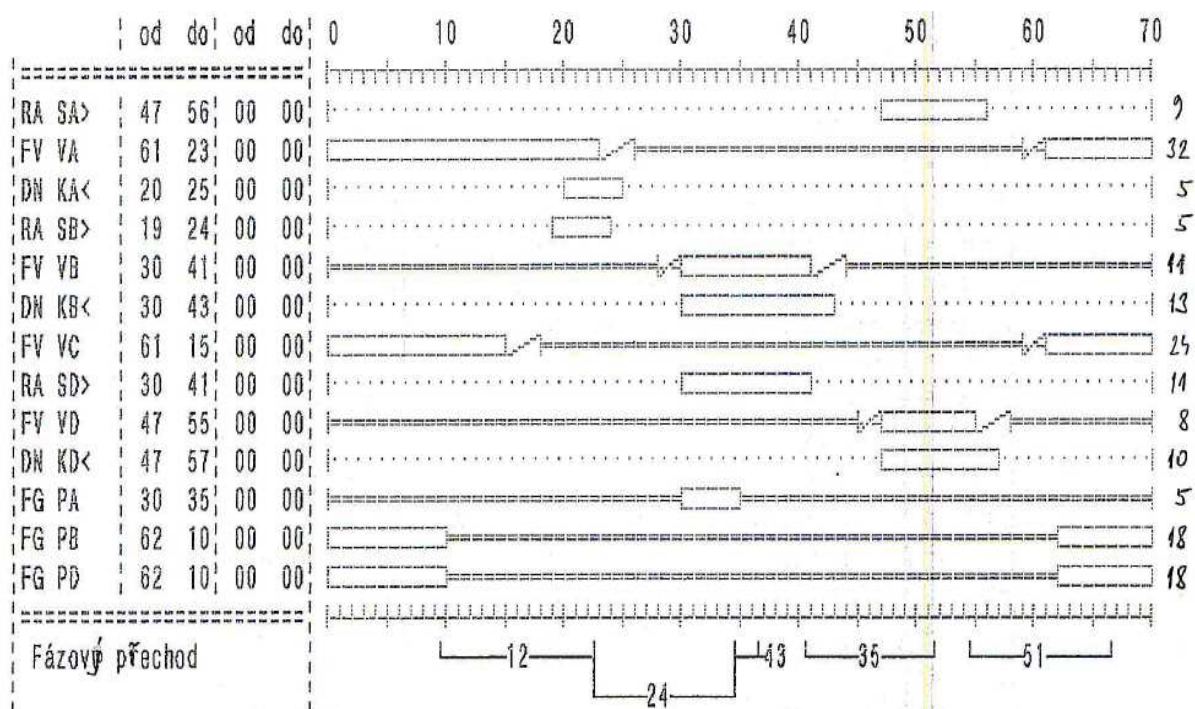 od do od do 0 10 20 30 40 50 60 70
RA SA> 47 56 00 00 9
FV VA 61 23 00 00 32
DN KA< 20 25 00 00 5
RA SB> 19 24 00 00 5
FV VB 30 41 00 00 11
DN KB< 30 43 00 00 13
FV VC 61 15 00 00 24
RA SD> 30 41 00 00 11
FV VD 47 55 00 00 8
DN KD< 47 57 00 00 10
FG PA 30 35 00 00 5
FG PB 62 10 00 00 18
FG PD 62 10 00 00 18
Fázový přechod 12 43 35 51
24